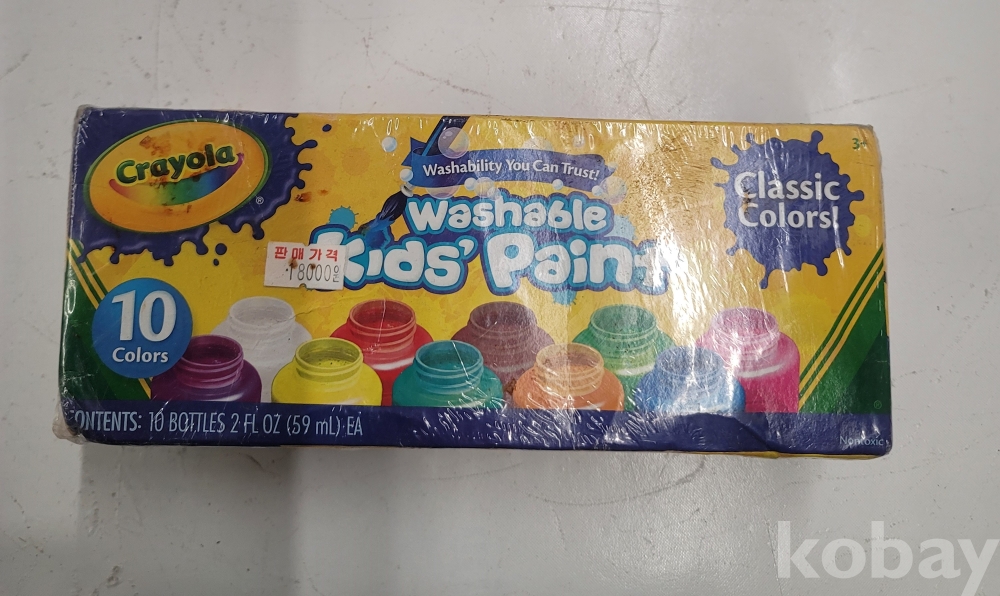 Crayola
®
Washability You Can Trust!
Washable
Kids' Paint
Classic
Colors!
3+
판매가격
18000원
10
Colors
CONTENTS: 10 BOTTLES 2 FL OZ (59 mL) EA
Nontoxic
kobay